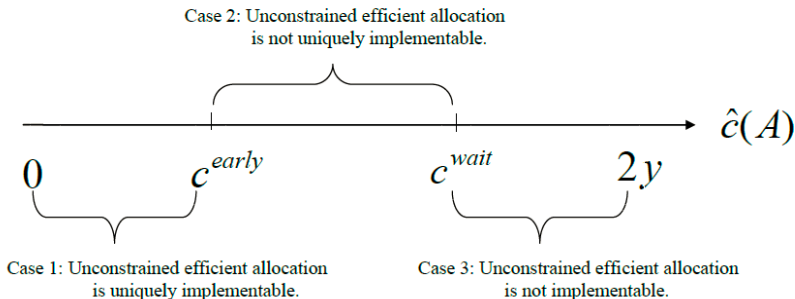 Case 2: Unconstrained efficient allocation
is not uniquely implementable.
ĉ(A)
0 c^early c^wait 2y
Case 1: Unconstrained efficient allocation
is uniquely implementable.
Case 3: Unconstrained efficient allocation
is not implementable.